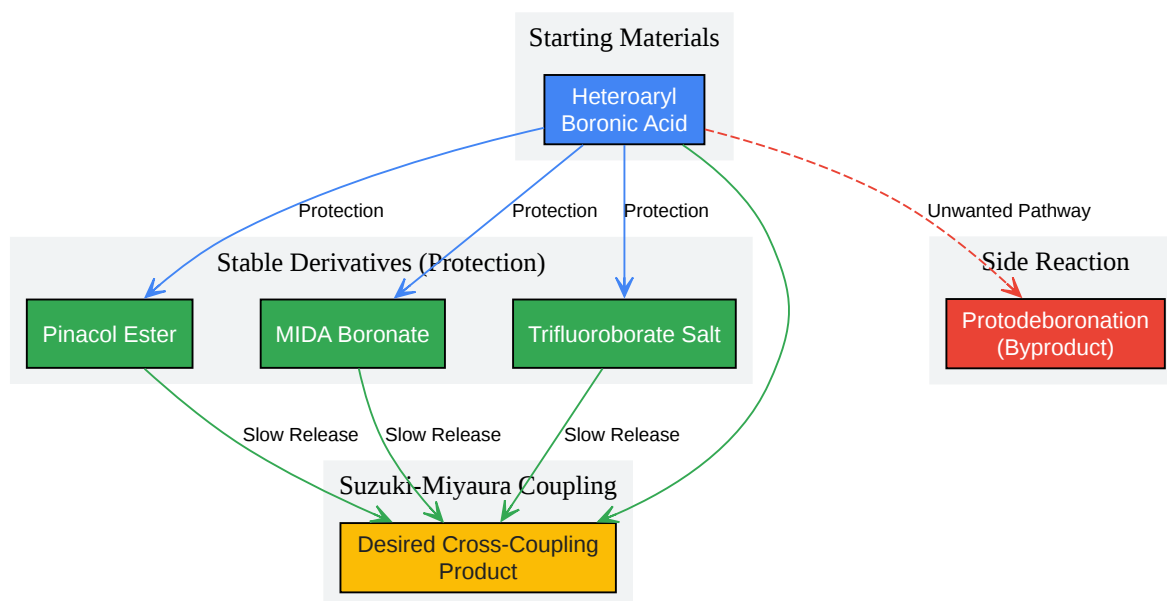 Starting Materials
Heteroaryl
Boronic Acid
Protection
Protection
Protection
Unwanted Pathway
Stable Derivatives (Protection)
Side Reaction
Pinacol Ester
MIDA Boronate
Trifluoroborate Salt
Protodeboronation
(Byproduct)
Slow Release
Slow Release
Slow Release
Suzuki-Miyaura Coupling
Desired Cross-Coupling
Product